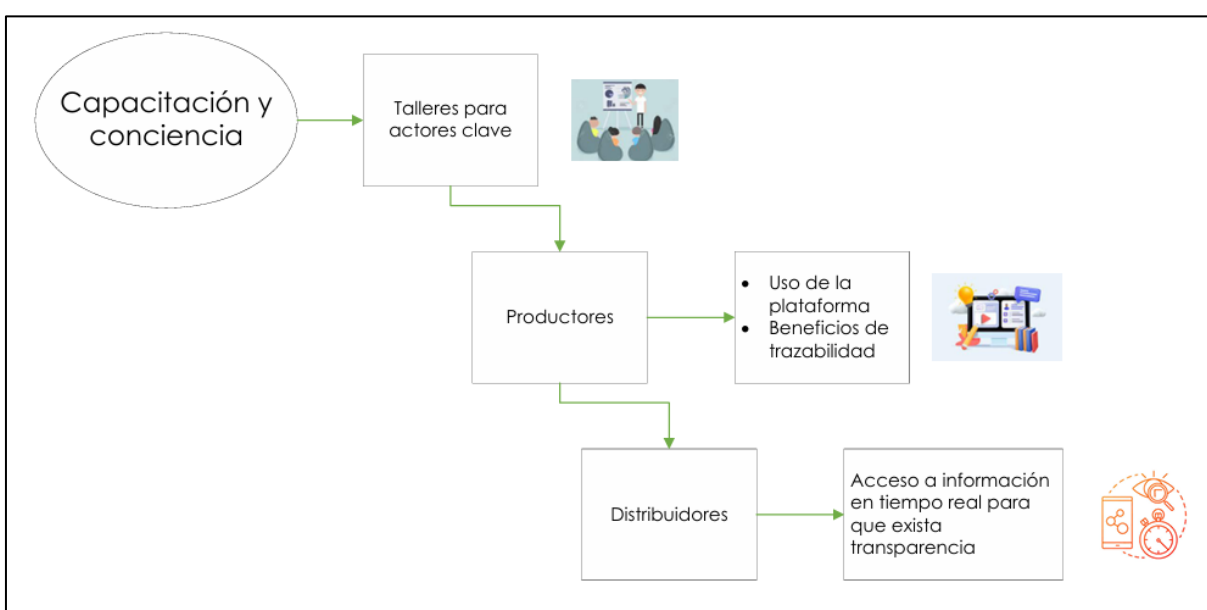 Capacitación y
conciencia
Talleres para
actores clave
Productores
• Uso de la
plataforma
• Beneficios de
trazabilidad
Distribuidores
Acceso a información
en tiempo real para
que exista
transparencia